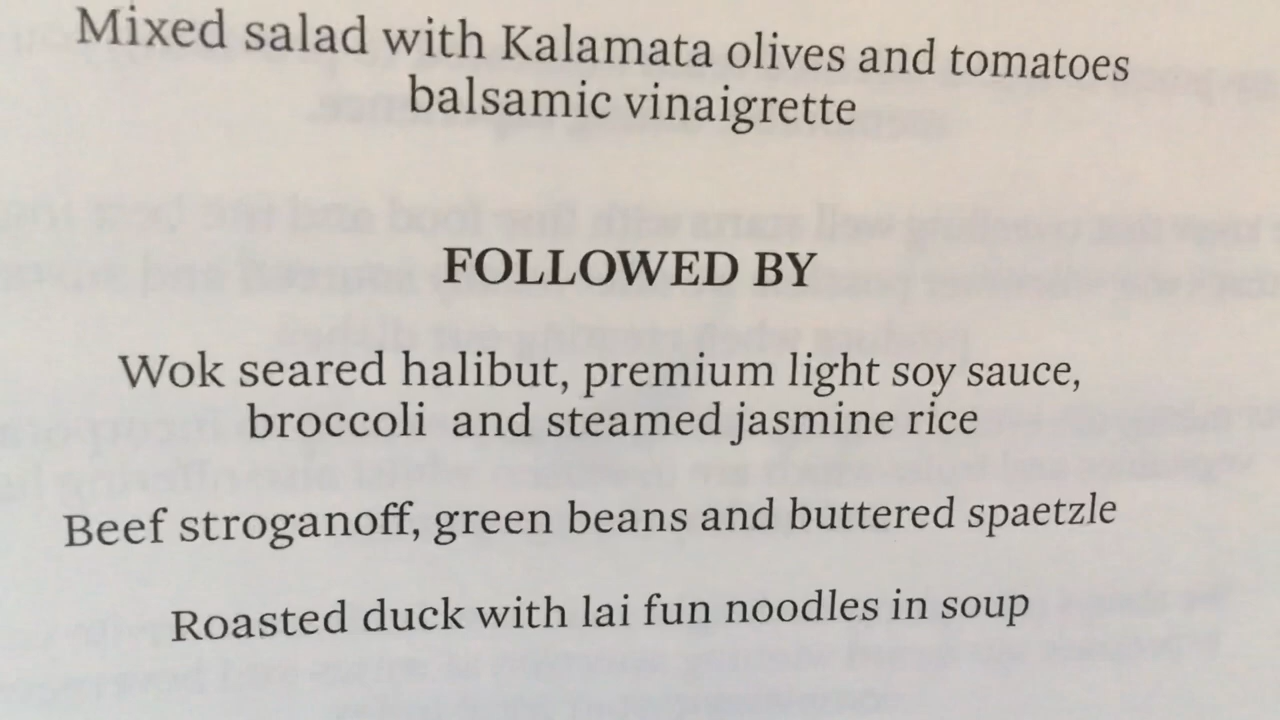 Mixed salad with Kalamata olives and tomatoes
balsamic vinaigrette
FOLLOWED BY
Wok seared halibut, premium light soy sauce,
broccoli and steamed jasmine rice
Beef stroganoff, green beans and buttered spaetzle
Roasted duck with lai fun noodles in soup